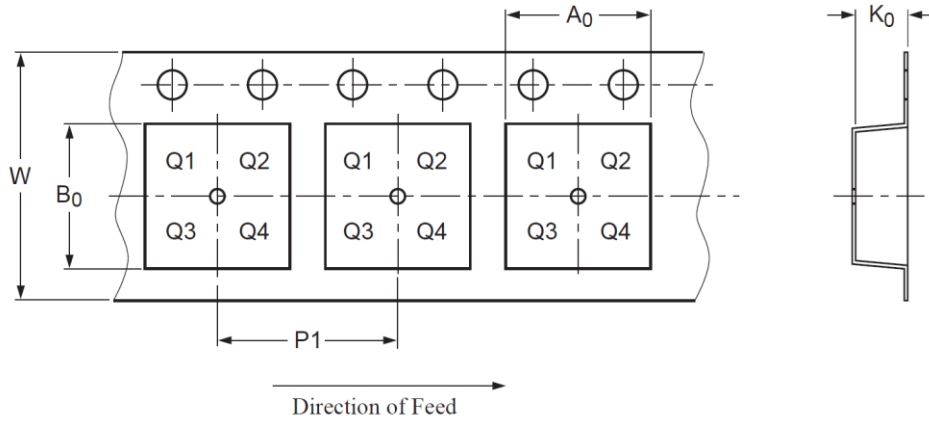 A0
K0
W
B0
Q1 Q2
Q3 Q4
Q1 Q2
Q3 Q4
Q1 Q2
Q3 Q4
P1
Direction of Feed